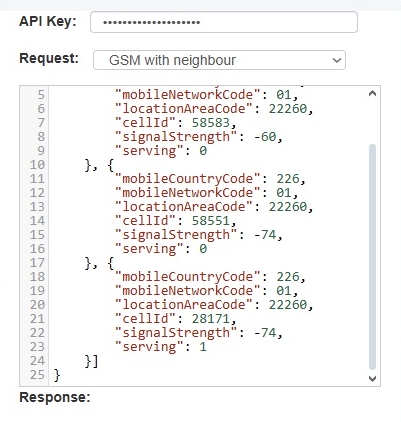 API Key: ••••••••••••••••••••
Request: GSM with neighbour
5 "mobileNetworkCode": 01,
6 "locationAreaCode": 22260,
7 "cellId": 58583,
8 "signalStrength": -60,
9 "serving": 0
10 }, {
11 "mobileCountryCode": 226,
12 "mobileNetworkCode": 01,
13 "locationAreaCode": 22260,
14 "cellId": 58551,
15 "signalStrength": -74,
16 "serving": 0
17 }, {
18 "mobileCountryCode": 226,
19 "mobileNetworkCode": 01,
20 "locationAreaCode": 22260,
21 "cellId": 28171,
22 "signalStrength": -74,
23 "serving": 1
24 }]
25 }
Response: